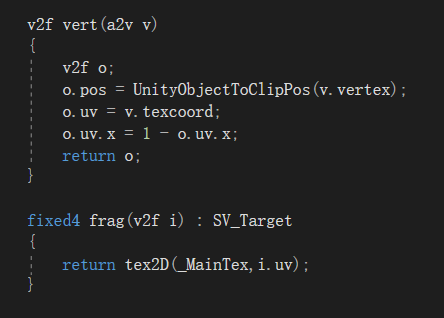 v2f vert(a2v v)
{
v2f o;
o.pos = UnityObjectToClipPos(v.vertex);
o.uv = v.texcoord;
o.uv.x = 1 - o.uv.x;
return o;
}
fixed4 frag(v2f i) : SV_Target
{
return tex2D(_MainTex,i.uv);
}